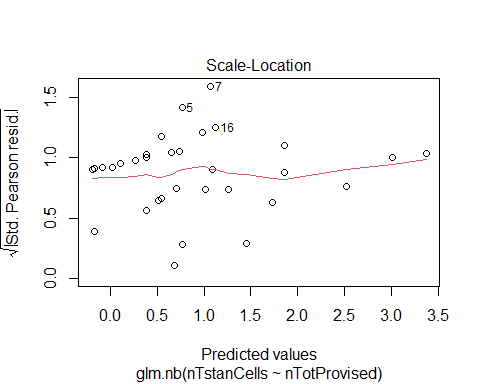 Scale-Location
√|Std. Pearson resid.|
1.5
1.0
0.5
0.0
7
5
16
0.0 0.5 1.0 1.5 2.0 2.5 3.0 3.5
Predicted values
glm.nb(nTstanCells ~ nTotProvised)